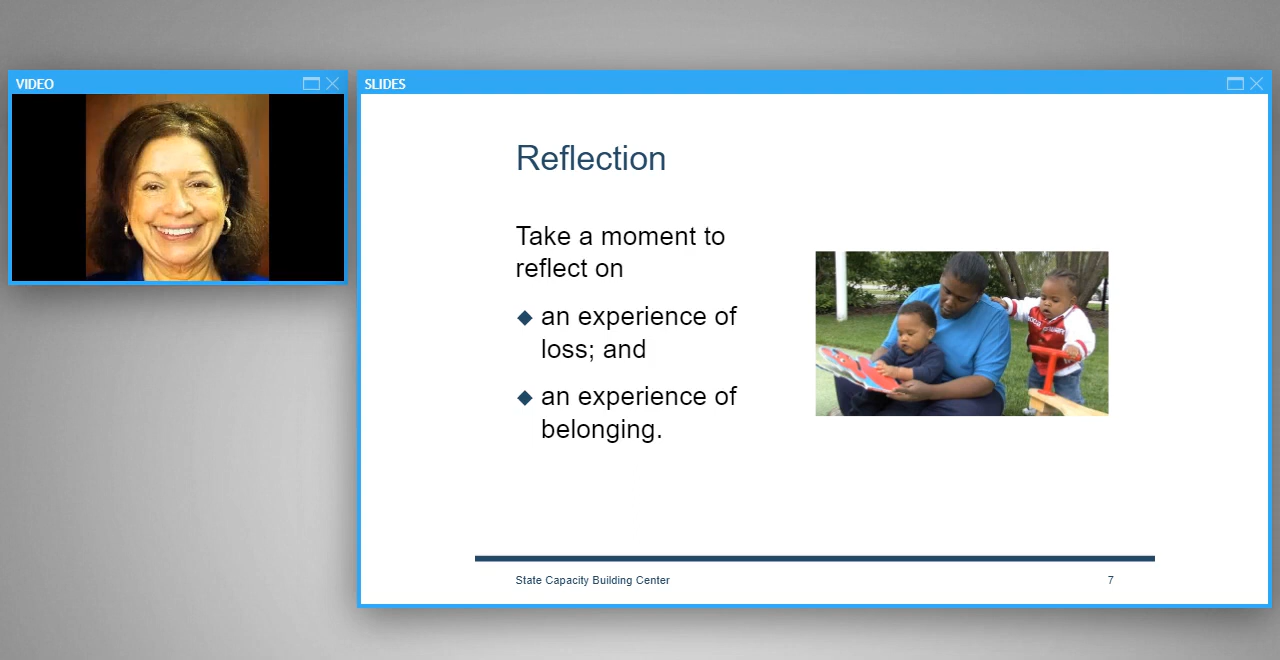 VIDEO
SLIDES
Reflection
Take a moment to
reflect on
an experience of
loss; and
an experience of
belonging.
State Capacity Building Center
7